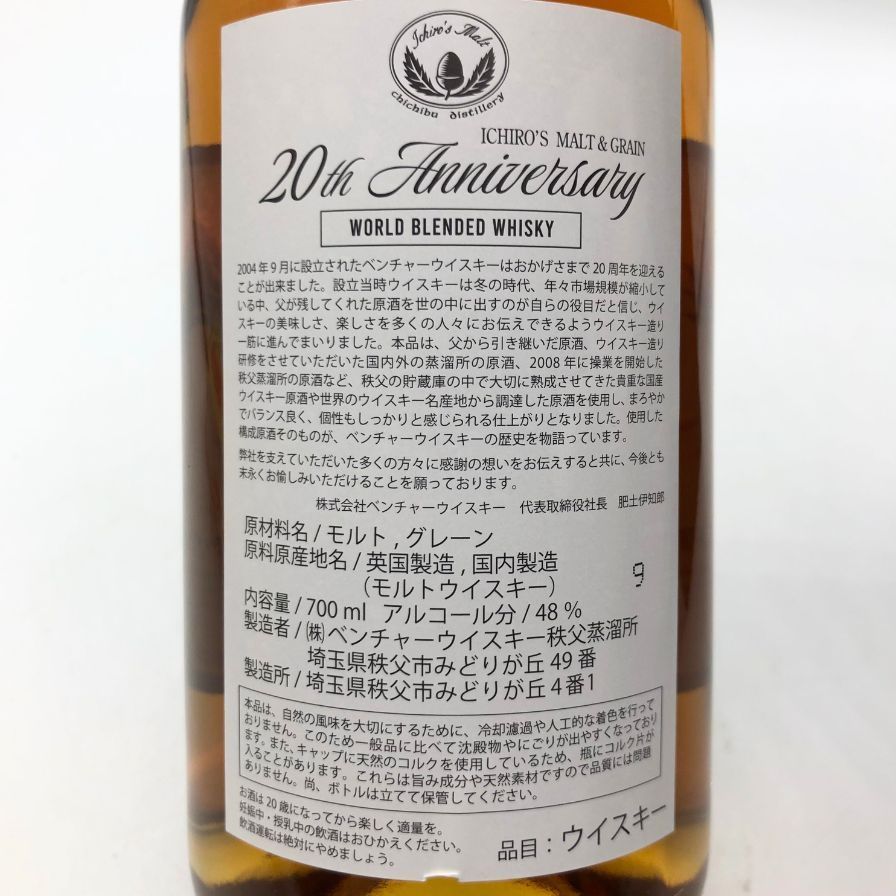 Ichiro's Malt
chichibu distillery
ICHIRO'S MALT & GRAIN
20th Anniversary
WORLD BLENDED WHISKY
2004年9月に設立されたベンチャーウイスキーはおかげさまで20周年を迎える
ことが出来ました。設立当時ウイスキーは冬の時代、年々市場規模が縮小して
いる中、父が残してくれた原酒を世の中に出すのが自らの役目だと信じ、ウイ
スキーの美味しさ、楽しさを多くの人々にお伝えできるようウイスキー造り
一筋に進んでまいりました。本品は、父から引き継いだ原酒、ウイスキー造り
研修をさせていただいた国内外の蒸溜所の原酒、2008年に操業を開始した
秩父蒸溜所の原酒など、秩父の貯蔵庫の中で大切に熟成させてきた貴重な国産
ウイスキー原酒や世界のウイスキー名産地から調達した原酒を使用し、まろやか
でバランス良く、個性もしっかりと感じられる仕上がりとなりました。使用した
構成原酒そのものが、ベンチャーウイスキーの歴史を物語っています。
弊社を支えていただいた多くの方々に感謝の想いをお伝えすると共に、今後とも
末永くお愉しみいただけることを願っております。
株式会社ベンチャーウイスキー 代表取締役社長 肥土伊知郎
原材料名/モルト,グレーン
原料原産地名/英国製造,国内製造
(モルトウイスキー)
9
内容量/700 ml アルコール分/48%
製造者/㈱ベンチャーウイスキー秩父蒸溜所
埼玉県秩父市みどりが丘49番
製造所/埼玉県秩父市みどりが丘4番1
本品は、自然の風味を大切にするために、冷却濾過や人工的な着色を行って
おりません。このため一般品に比べて沈殿物やにごりが出やすくなっており
ます。また、キャップに天然のコルクを使用しているため、瓶にコルク片が
入ることがあります。これらは旨み成分や天然素材ですので品質には問題
ありません。尚、ボトルは立てて保管してください。
お酒は20歳になってから楽しく適量を。
妊娠中・授乳中の飲酒はおひかえください。
飲酒運転は絶対にやめましょう。
品目:ウイスキー